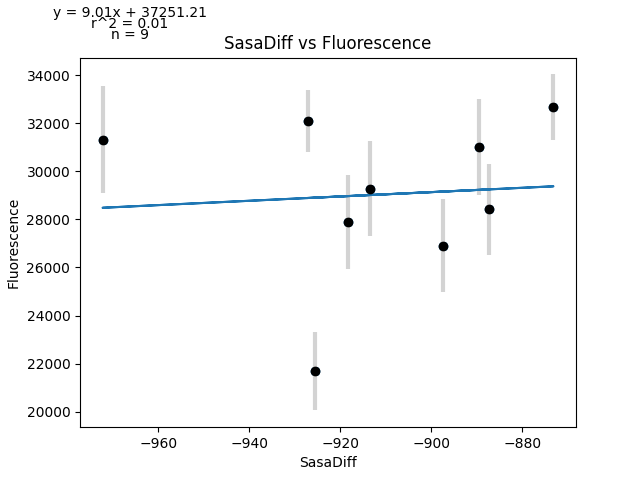 y = 9.01x + 37251.21
r^2 = 0.01
n = 9
SasaDiff vs Fluorescence
34000
32000
30000
28000
26000
24000
22000
20000
Fluorescence
−960
−940
−920
−900
−880
SasaDiff